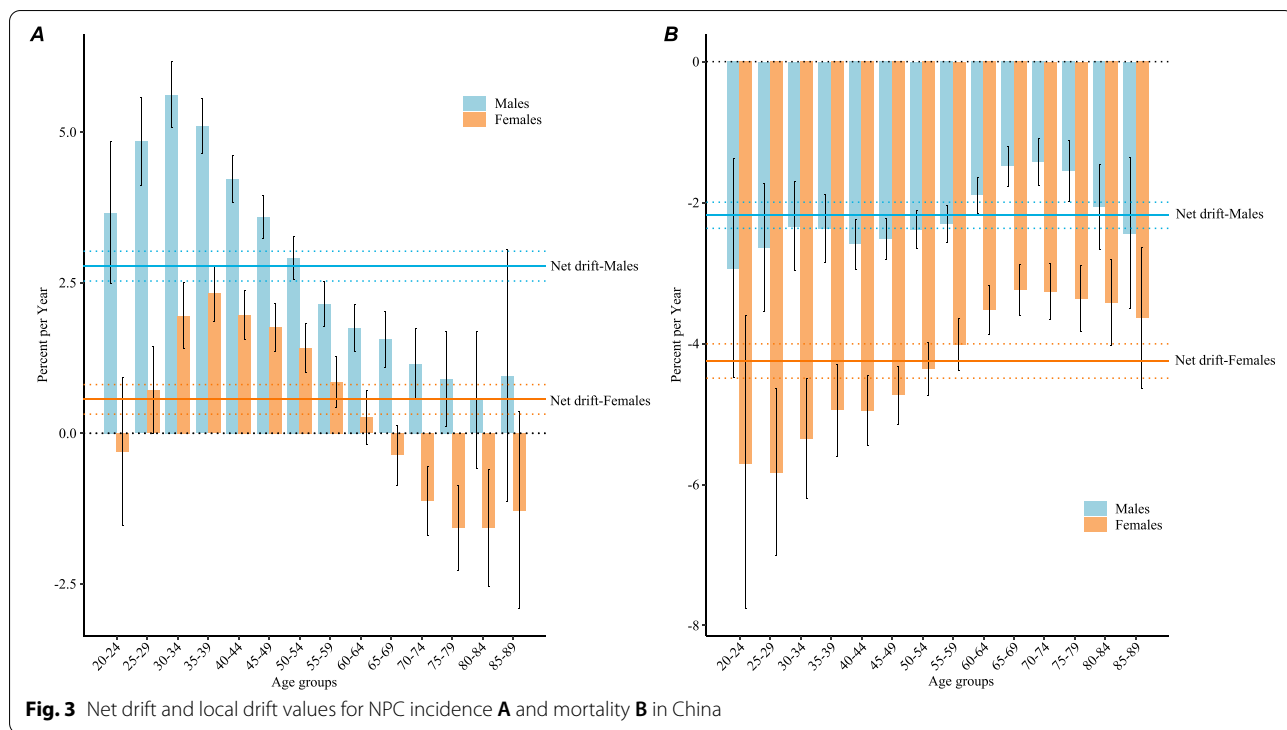 A
5.0
2.5
0.0
-2.5
Percent per Year
Males
Females
Net drift-Males
Net drift-Females
20-24
25-29
30-34
35-39
40-44
45-49
50-54
55-59
60-64
65-69
70-74
75-79
80-84
85-89
Age groups
B
0
-2
-4
-6
-8
Percent per Year
Net drift-Males
Net drift-Females
Males
Females
20-24
25-29
30-34
35-39
40-44
45-49
50-54
55-59
60-64
65-69
70-74
75-79
80-84
85-89
Age groups
Fig. 3 Net drift and local drift values for NPC incidence A and mortality B in China